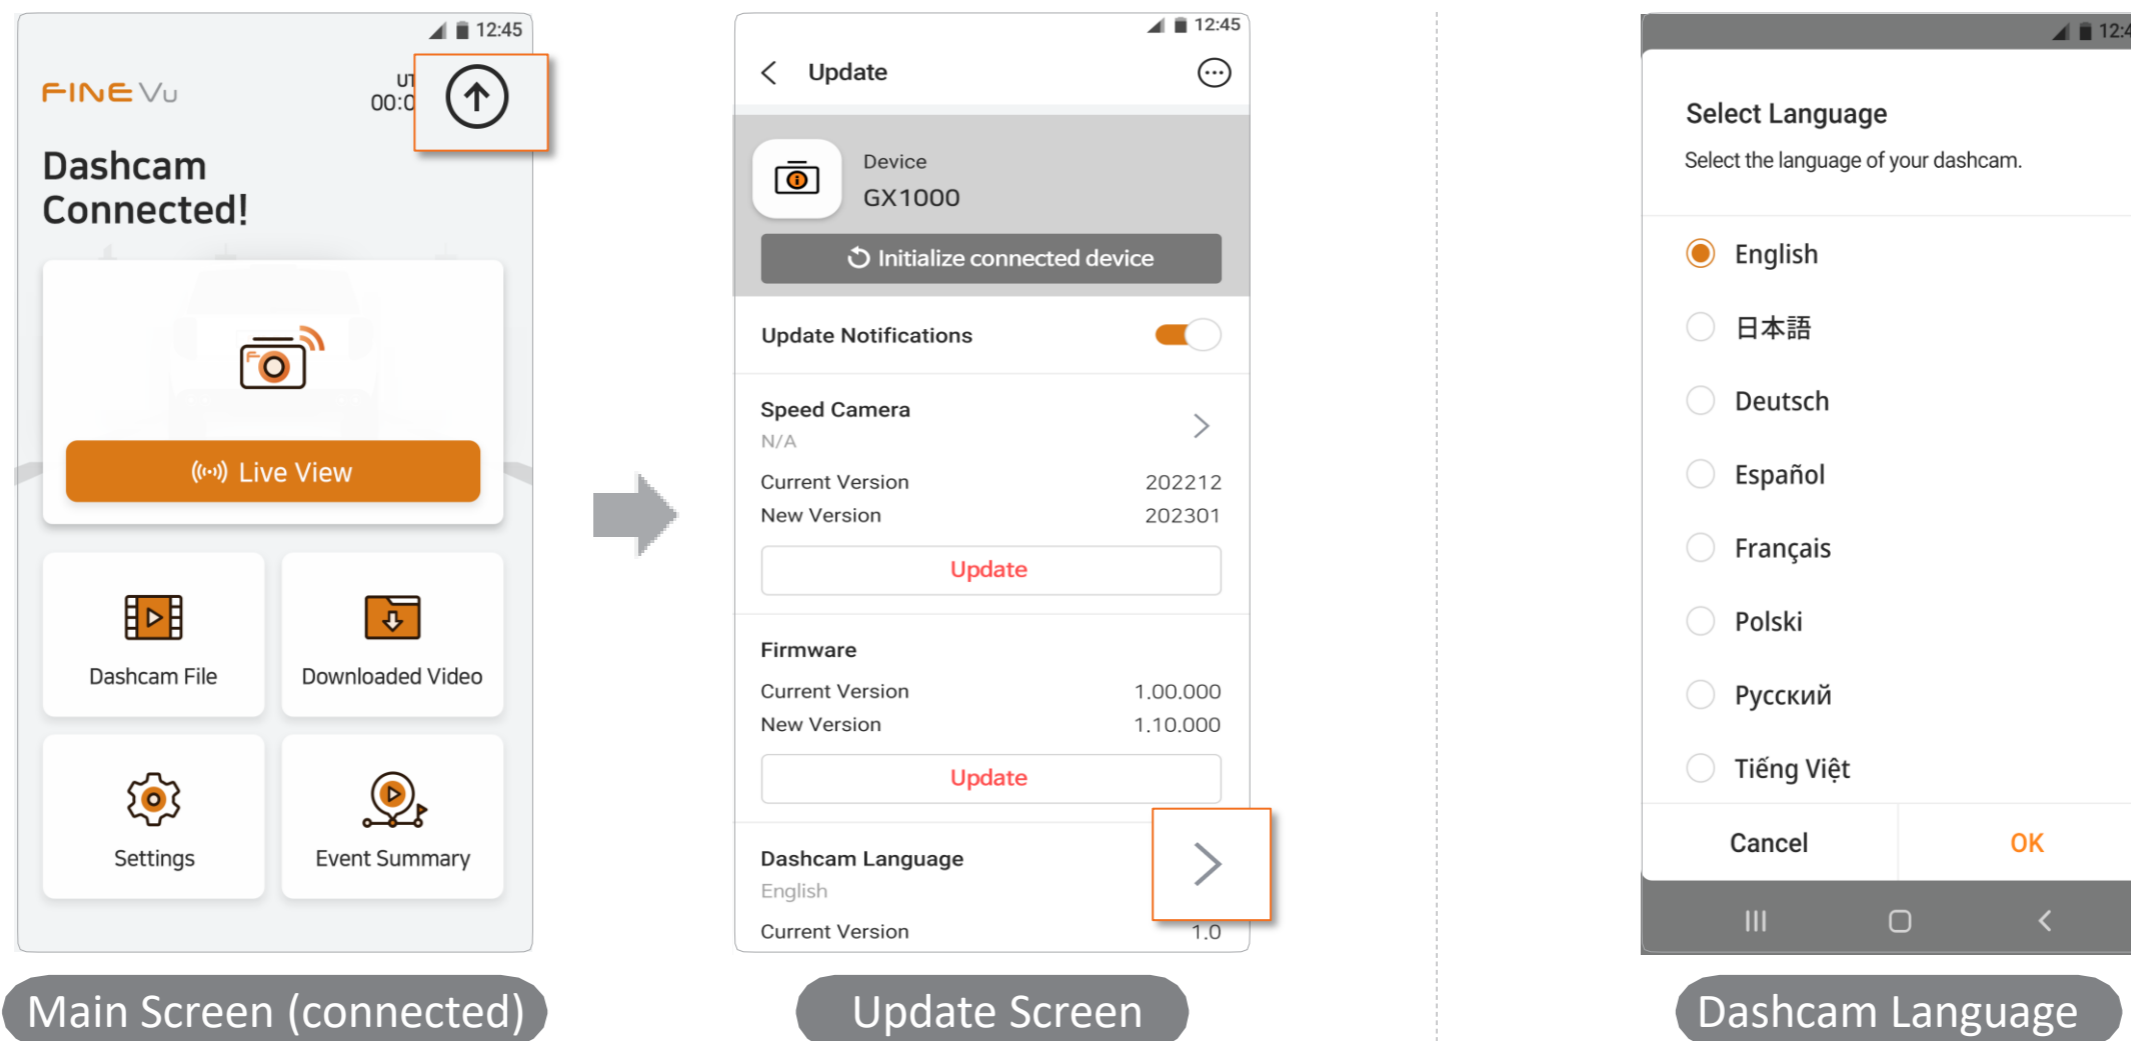 12:45
FINEVu
UT
00:0
Dashcam
Connected!
Live View
Dashcam File
Downloaded Video
Settings
Event Summary
Main Screen (connected)
12:45
Update
Device
GX1000
Initialize connected device
Update Notifications
Speed Camera
N/A
Current Version 202212
New Version 202301
Update
Firmware
Current Version 1.00.000
New Version 1.10.000
Update
Dashcam Language
English
Current Version 1.0
Update Screen
12:4
Select Language
Select the language of your dashcam.
English
日本語
Deutsch
Español
Français
Polski
Русский
Tiếng Việt
Cancel OK
Dashcam Language